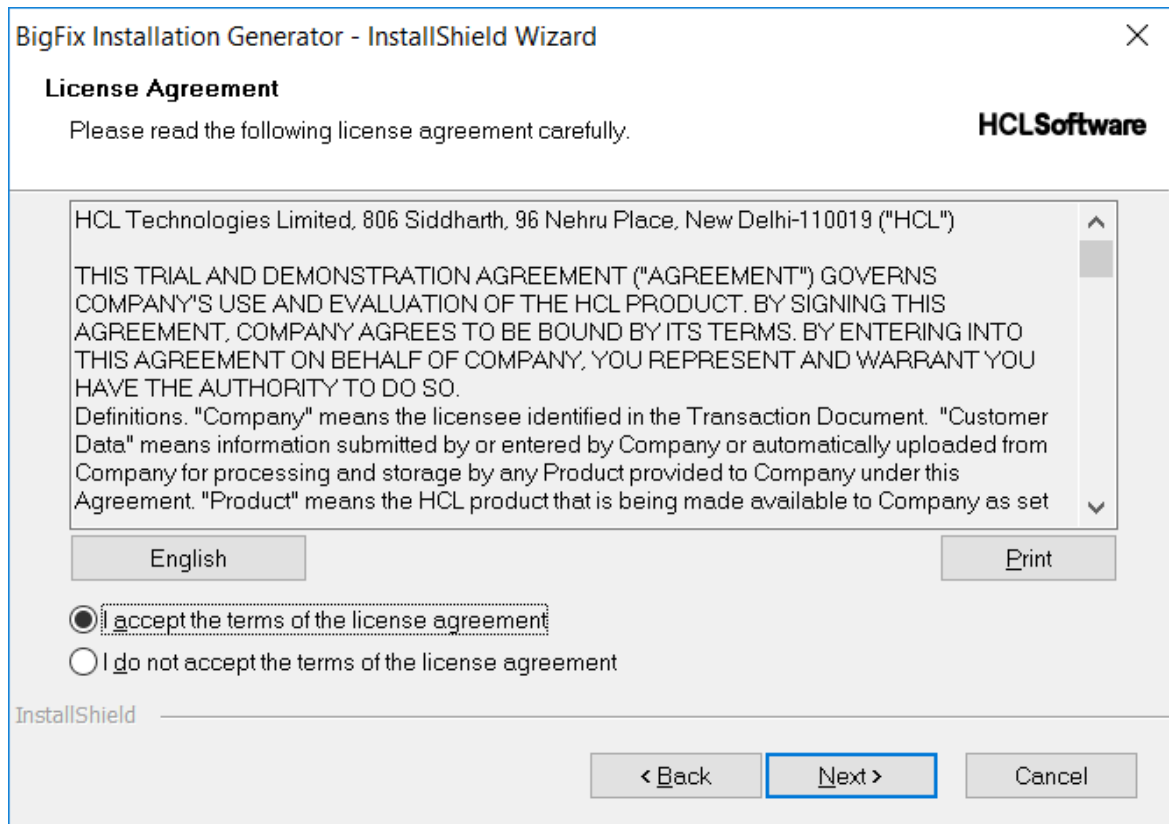 BigFix Installation Generator - InstallShield Wizard
License Agreement
Please read the following license agreement carefully.
HCLSoftware
HCL Technologies Limited, 806 Siddharth, 96 Nehru Place, New Delhi-110019 ("HCL")
THIS TRIAL AND DEMONSTRATION AGREEMENT ("AGREEMENT") GOVERNS
COMPANY'S USE AND EVALUATION OF THE HCL PRODUCT. BY SIGNING THIS
AGREEMENT, COMPANY AGREES TO BE BOUND BY ITS TERMS. BY ENTERING INTO
THIS AGREEMENT ON BEHALF OF COMPANY, YOU REPRESENT AND WARRANT YOU
HAVE THE AUTHORITY TO DO SO.
Definitions. "Company" means the licensee identified in the Transaction Document. "Customer
Data" means information submitted by or entered by Company or automatically uploaded from
Company for processing and storage by any Product provided to Company under this
Agreement. "Product" means the HCL product that is being made available to Company as set
English
Print
I accept the terms of the license agreement
I do not accept the terms of the license agreement
InstallShield
< Back
Next >
Cancel